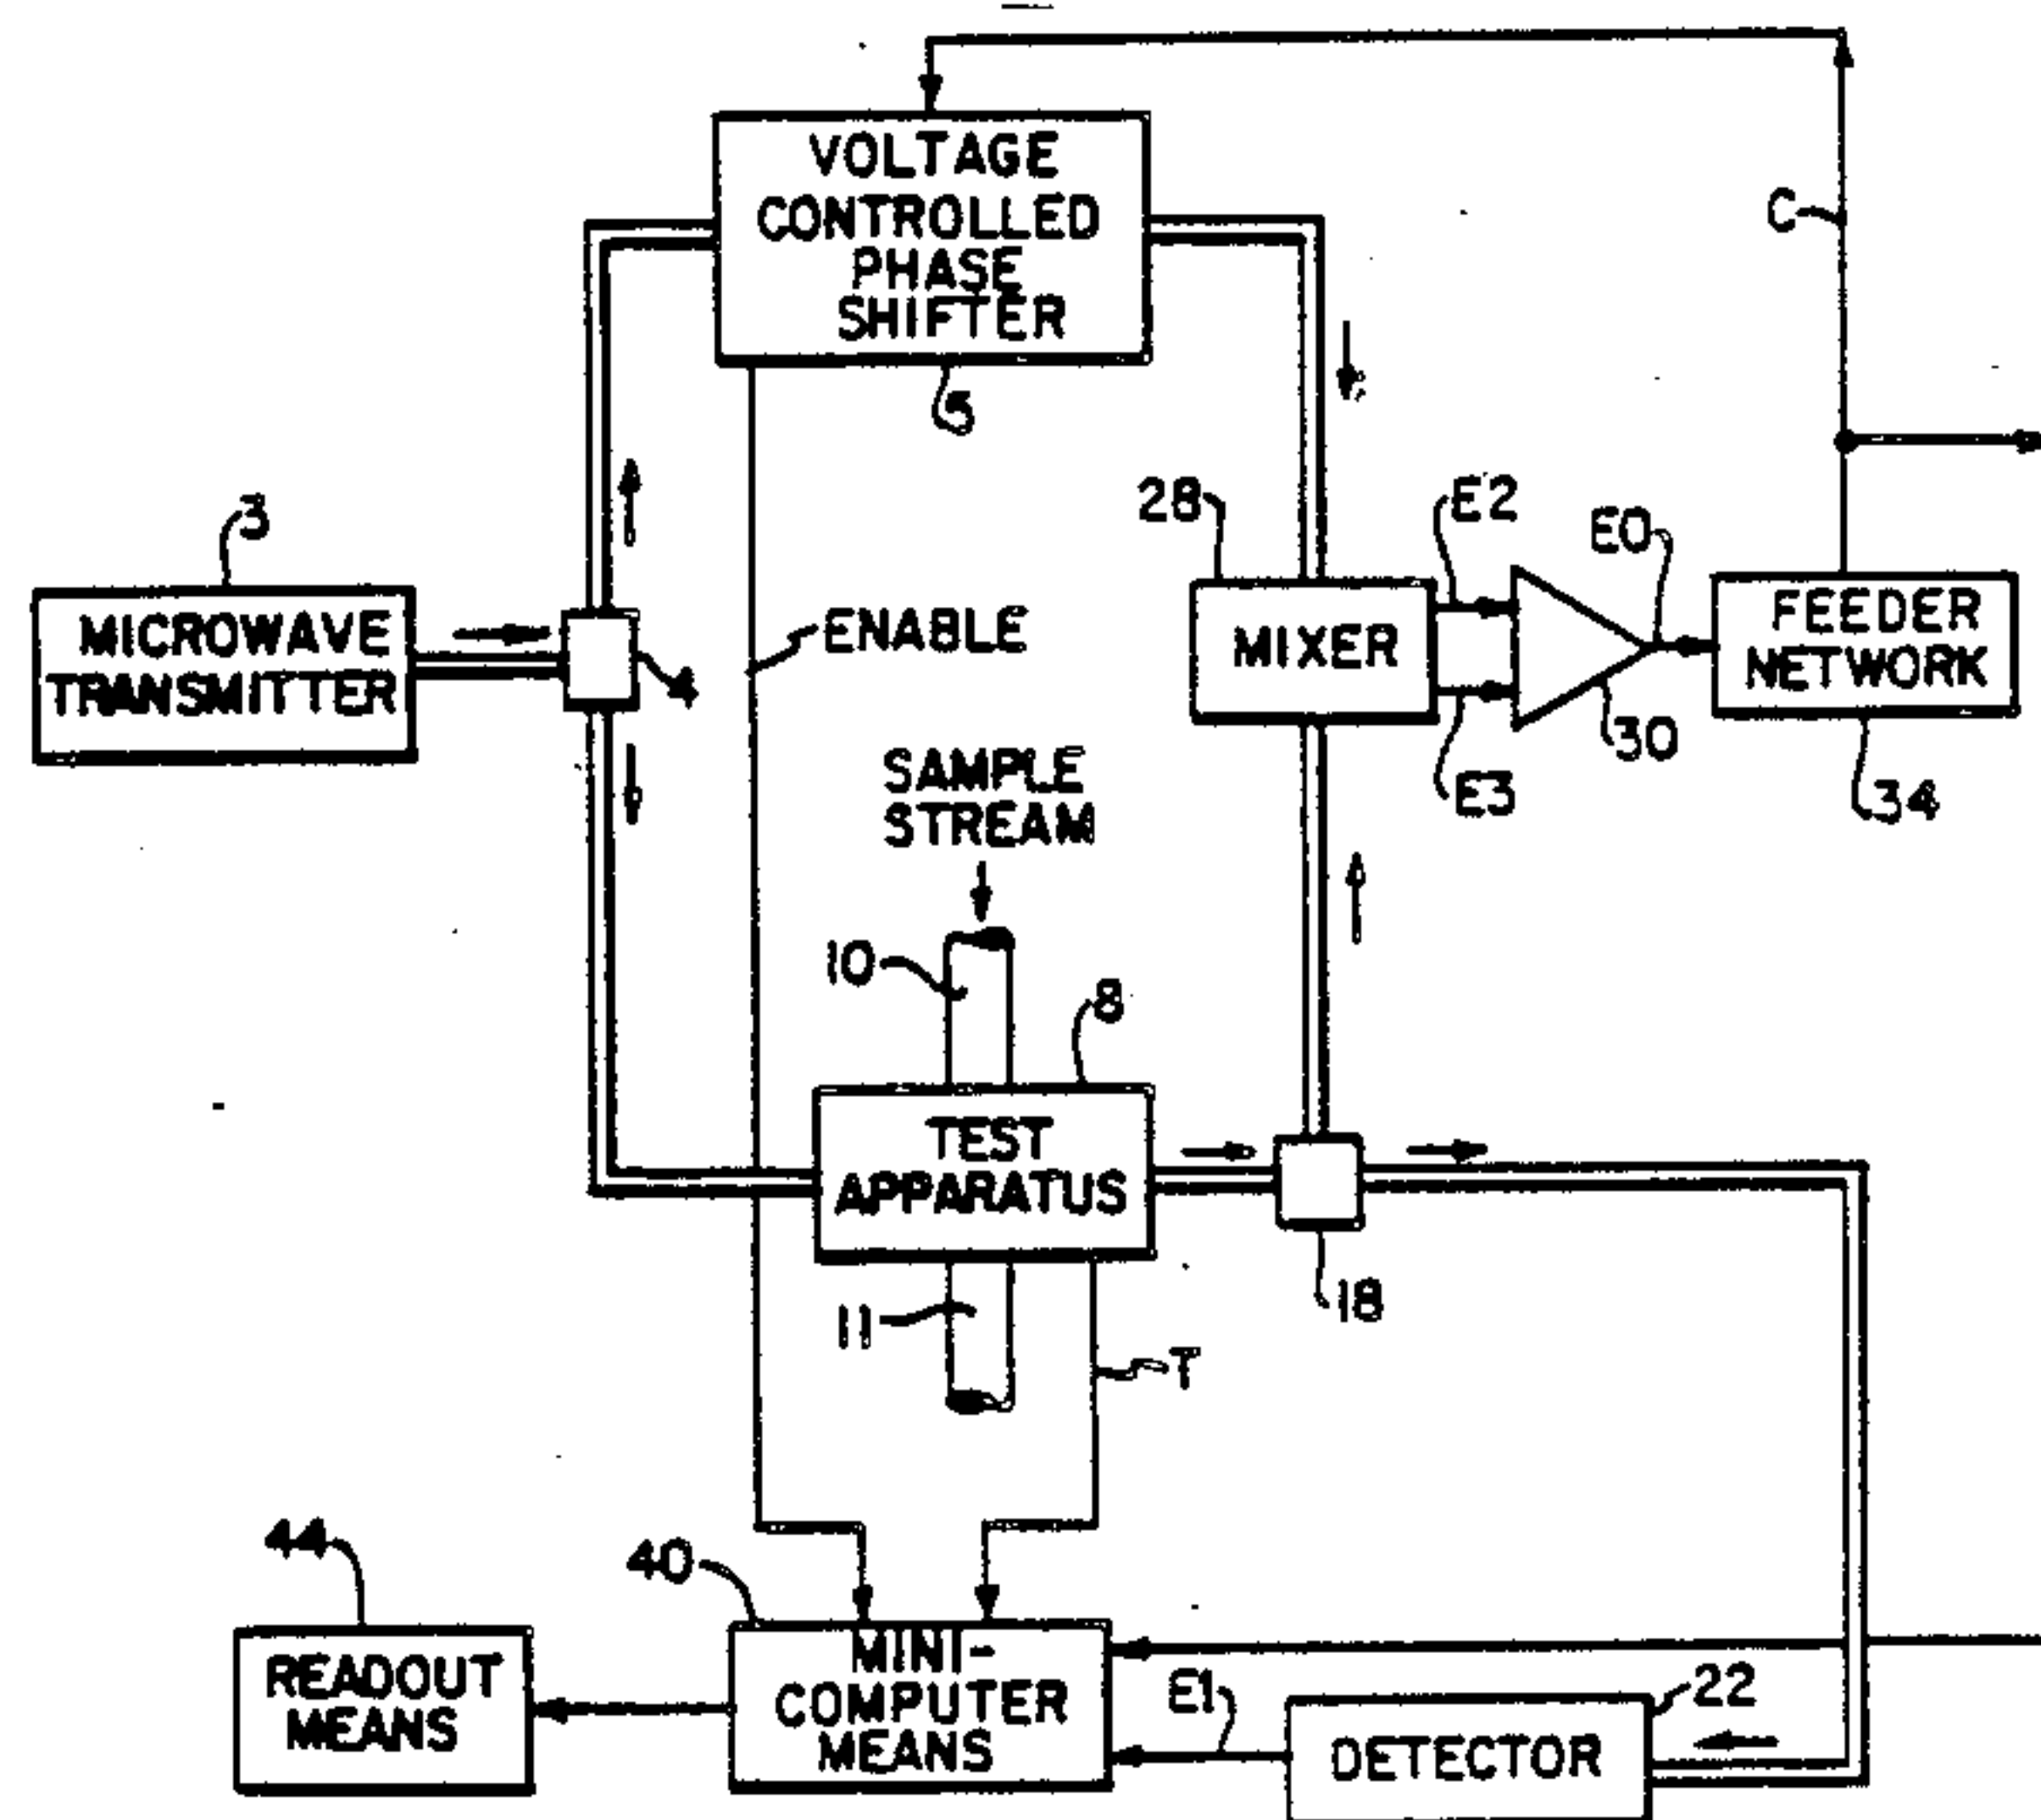 VOLTAGE
CONTROLLED
PHASE
SHIFTER
5
C
3
MICROWAVE
TRANSMITTER
4
ENABLE
28
MIXER
E2
E3
E0
30
FEEDER
NETWORK
34
SAMPLE
STREAM
10
8
TEST
APPARATUS
11
T
18
44
READOUT
MEANS
40
MINI-
COMPUTER
MEANS
E1
22
DETECTOR